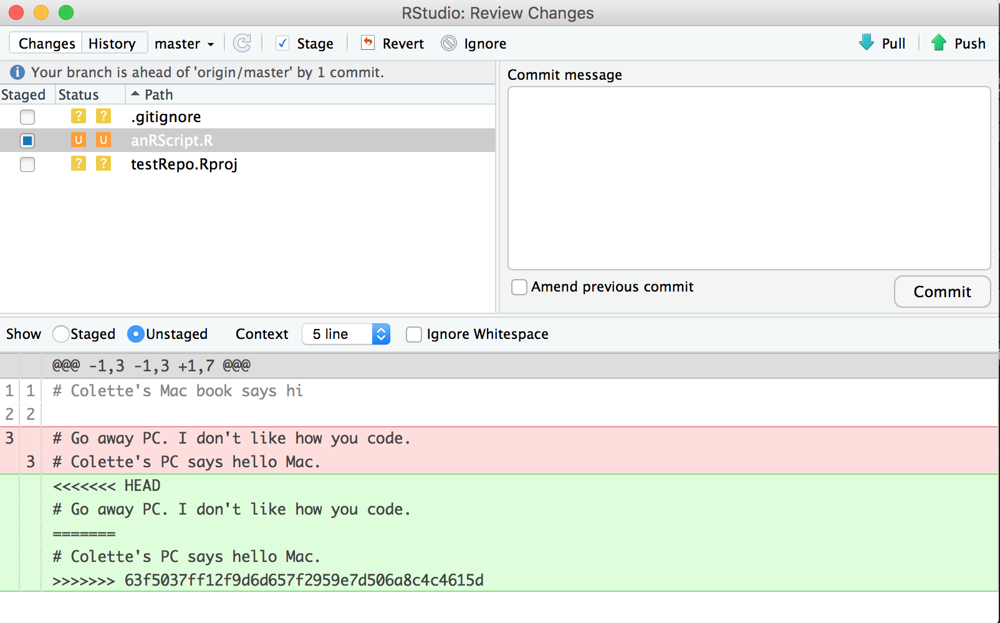 RStudio: Review Changes
Changes History master Stage Revert Ignore Pull Push
Your branch is ahead of 'origin/master' by 1 commit.
Commit message
Staged Status Path
? ? .gitignore
U U anRScript.R
? ? testRepo.Rproj
Amend previous commit
Commit
Show Staged Unstaged Context 5 line Ignore Whitespace
@@@ -1,3 -1,3 +1,7 @@@
1 1 # Colette's Mac book says hi
2 2
3 # Go away PC. I don't like how you code.
3 # Colette's PC says hello Mac.
<<<<<<< HEAD
# Go away PC. I don't like how you code.
=======
# Colette's PC says hello Mac.
>>>>>>> 63f5037ff12f9d6d657f2959e7d506a8c4c4615d